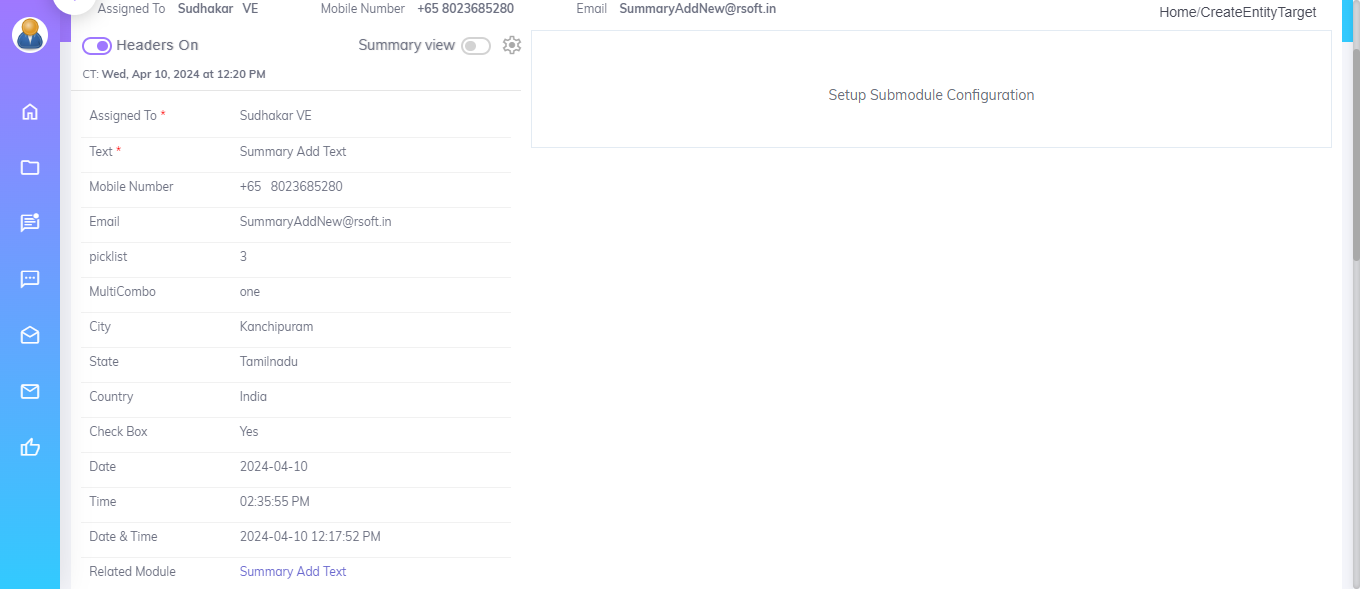 Assigned To Sudhakar VE Mobile Number +65 8023685280 Email SummaryAddNew@rsoft.in
Home/CreateEntityTarget
Headers On Summary view
CT: Wed, Apr 10, 2024 at 12:20 PM
Setup Submodule Configuration
Assigned To * Sudhakar VE
Text * Summary Add Text
Mobile Number +65 8023685280
Email SummaryAddNew@rsoft.in
picklist 3
MultiCombo one
City Kanchipuram
State Tamilnadu
Country India
Check Box Yes
Date 2024-04-10
Time 02:35:55 PM
Date & Time 2024-04-10 12:17:52 PM
Related Module Summary Add Text